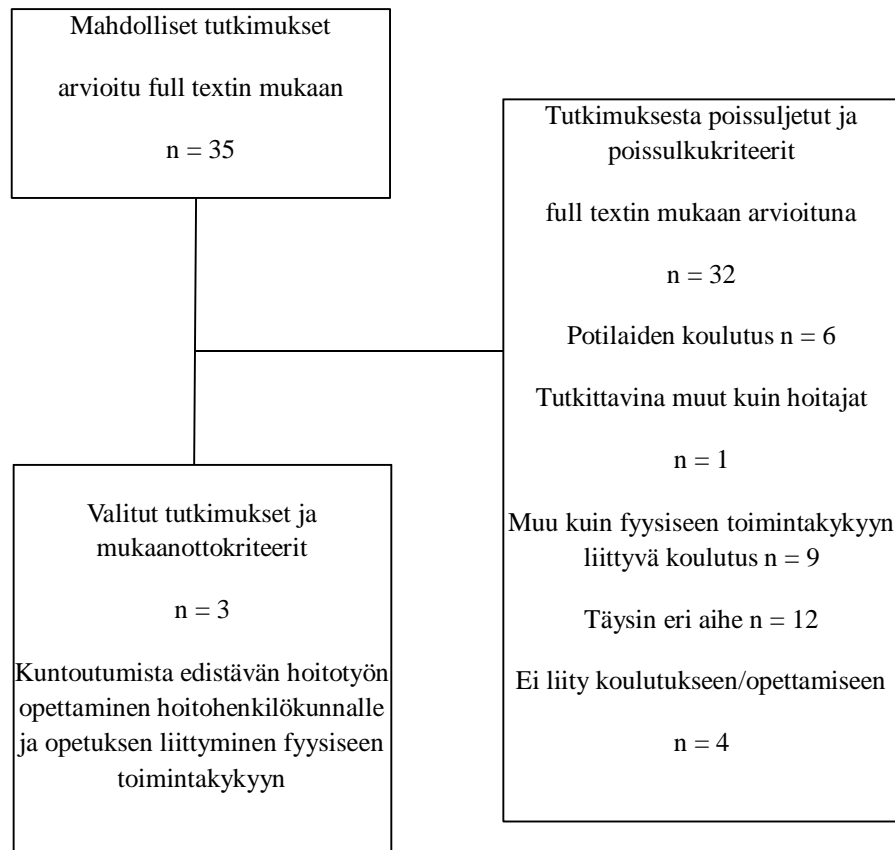 Mahdolliset tutkimukset
arvioitu full textin mukaan
n = 35
Tutkimuksesta poissuljetut ja
poissulkukriteerit
full textin mukaan arvioituna
n = 32
Potilaiden koulutus n = 6
Tutkittavina muut kuin hoitajat
n = 1
Muu kuin fyysiseen toimintakykyyn
liittyvä koulutus n = 9
Täysin eri aihe n = 12
Ei liity koulutukseen/opettamiseen
n = 4
Valitut tutkimukset ja
mukaanottokriteerit
n = 3
Kuntoutumista edistävän hoitotyön
opettaminen hoitohenkilökunnalle
ja opetuksen liittyminen fyysiseen
toimintakykyyn